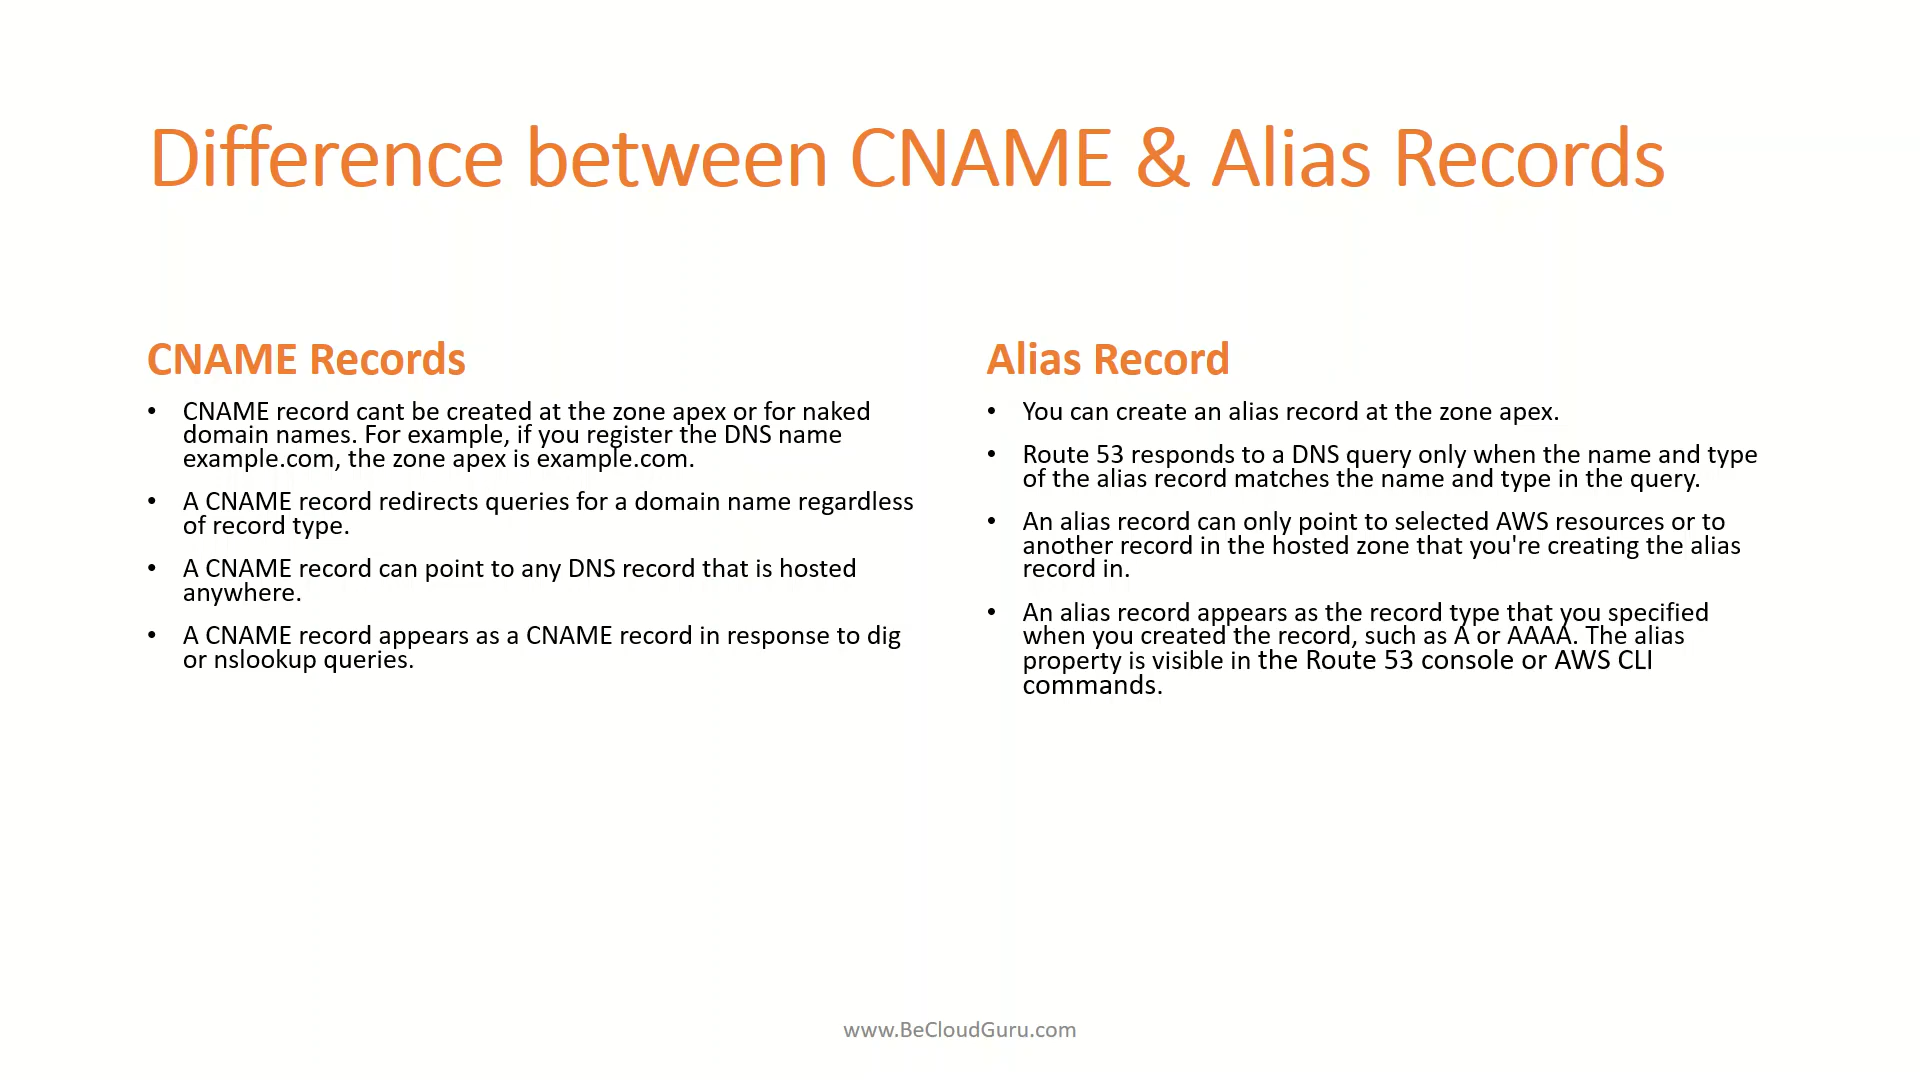 Difference between CNAME & Alias Records
CNAME Records
• CNAME record cant be created at the zone apex or for naked
domain names. For example, if you register the DNS name
example.com, the zone apex is example.com.
• A CNAME record redirects queries for a domain name regardless
of record type.
• A CNAME record can point to any DNS record that is hosted
anywhere.
• A CNAME record appears as a CNAME record in response to dig
or nslookup queries.
Alias Record
• You can create an alias record at the zone apex.
• Route 53 responds to a DNS query only when the name and type
of the alias record matches the name and type in the query.
• An alias record can only point to selected AWS resources or to
another record in the hosted zone that you're creating the alias
record in.
• An alias record appears as the record type that you specified
when you created the record, such as A or AAAA. The alias
property is visible in the Route 53 console or AWS CLI
commands.
www.BeCloudGuru.com